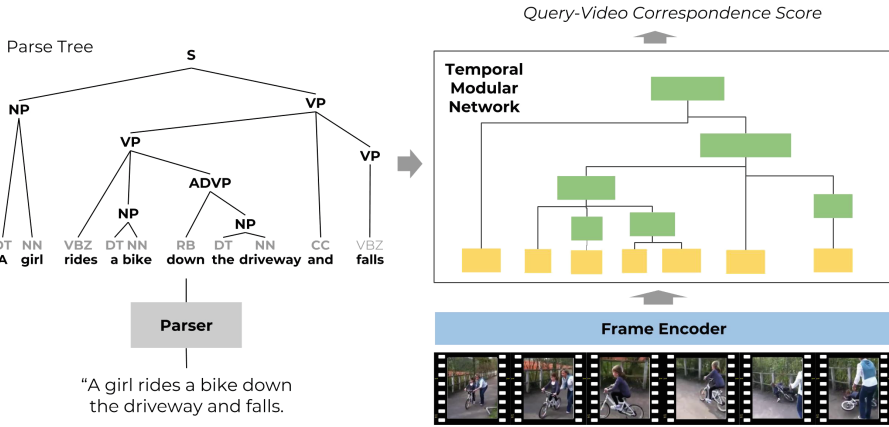 Query-Video Correspondence Score
Parse Tree
S
Temporal
Modular
Network
NP
VP
VP
VP
ADVP
NP
NP
DT NN VBZ DT NN RB DT NN CC VBZ
A girl rides a bike down the driveway and falls
Parser
Frame Encoder
“A girl rides a bike down
the driveway and falls.